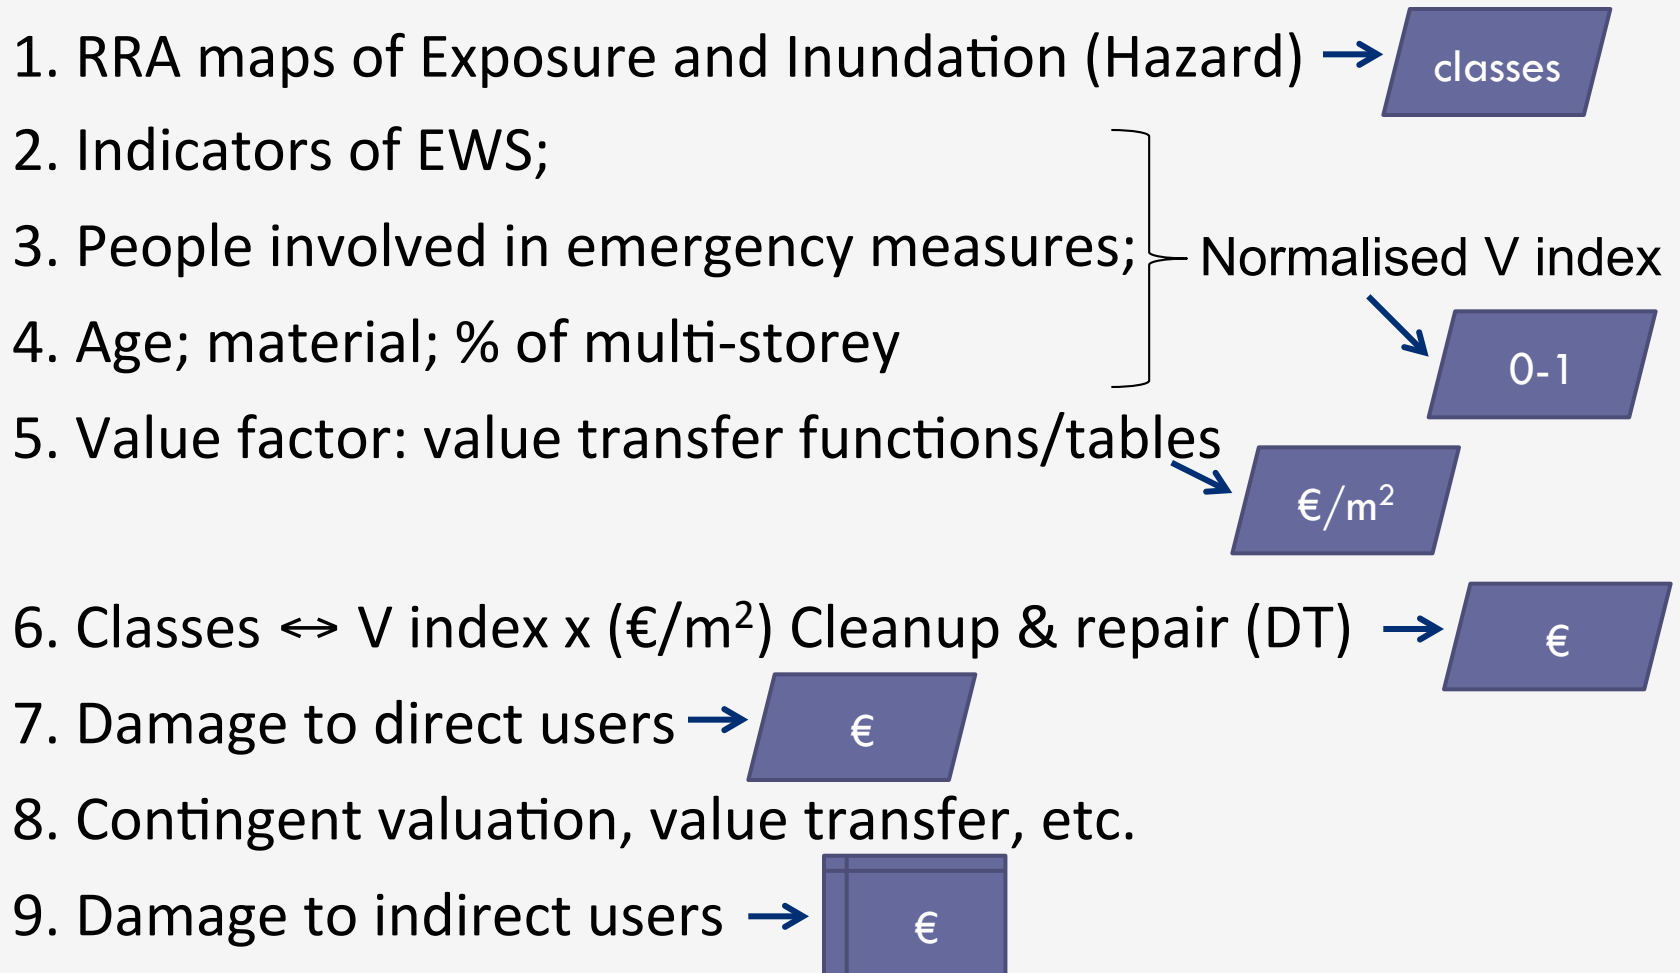 1. RRA maps of Exposure and Inundation (Hazard) → classes
2. Indicators of EWS;
3. People involved in emergency measures;
Normalised V index
4. Age; material; % of multi-storey
0-1
5. Value factor: value transfer functions/tables
€/m²
6. Classes ⇔ V index x (€/m²) Cleanup & repair (DT) → €
7. Damage to direct users → €
8. Contingent valuation, value transfer, etc.
9. Damage to indirect users → €